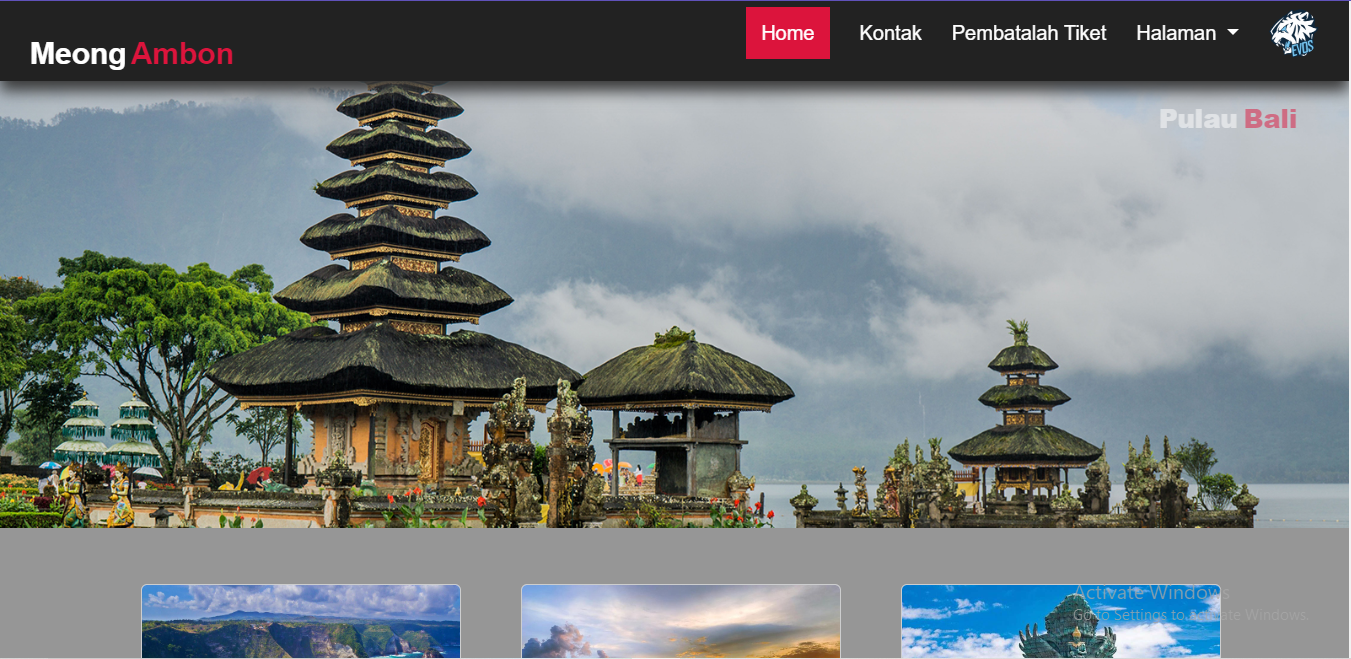 Meong Ambon
Home
Kontak
Pembatalah Tiket
Halaman
EVOS
Pulau Bali
Activate Windows
Go to Settings to activate Windows.